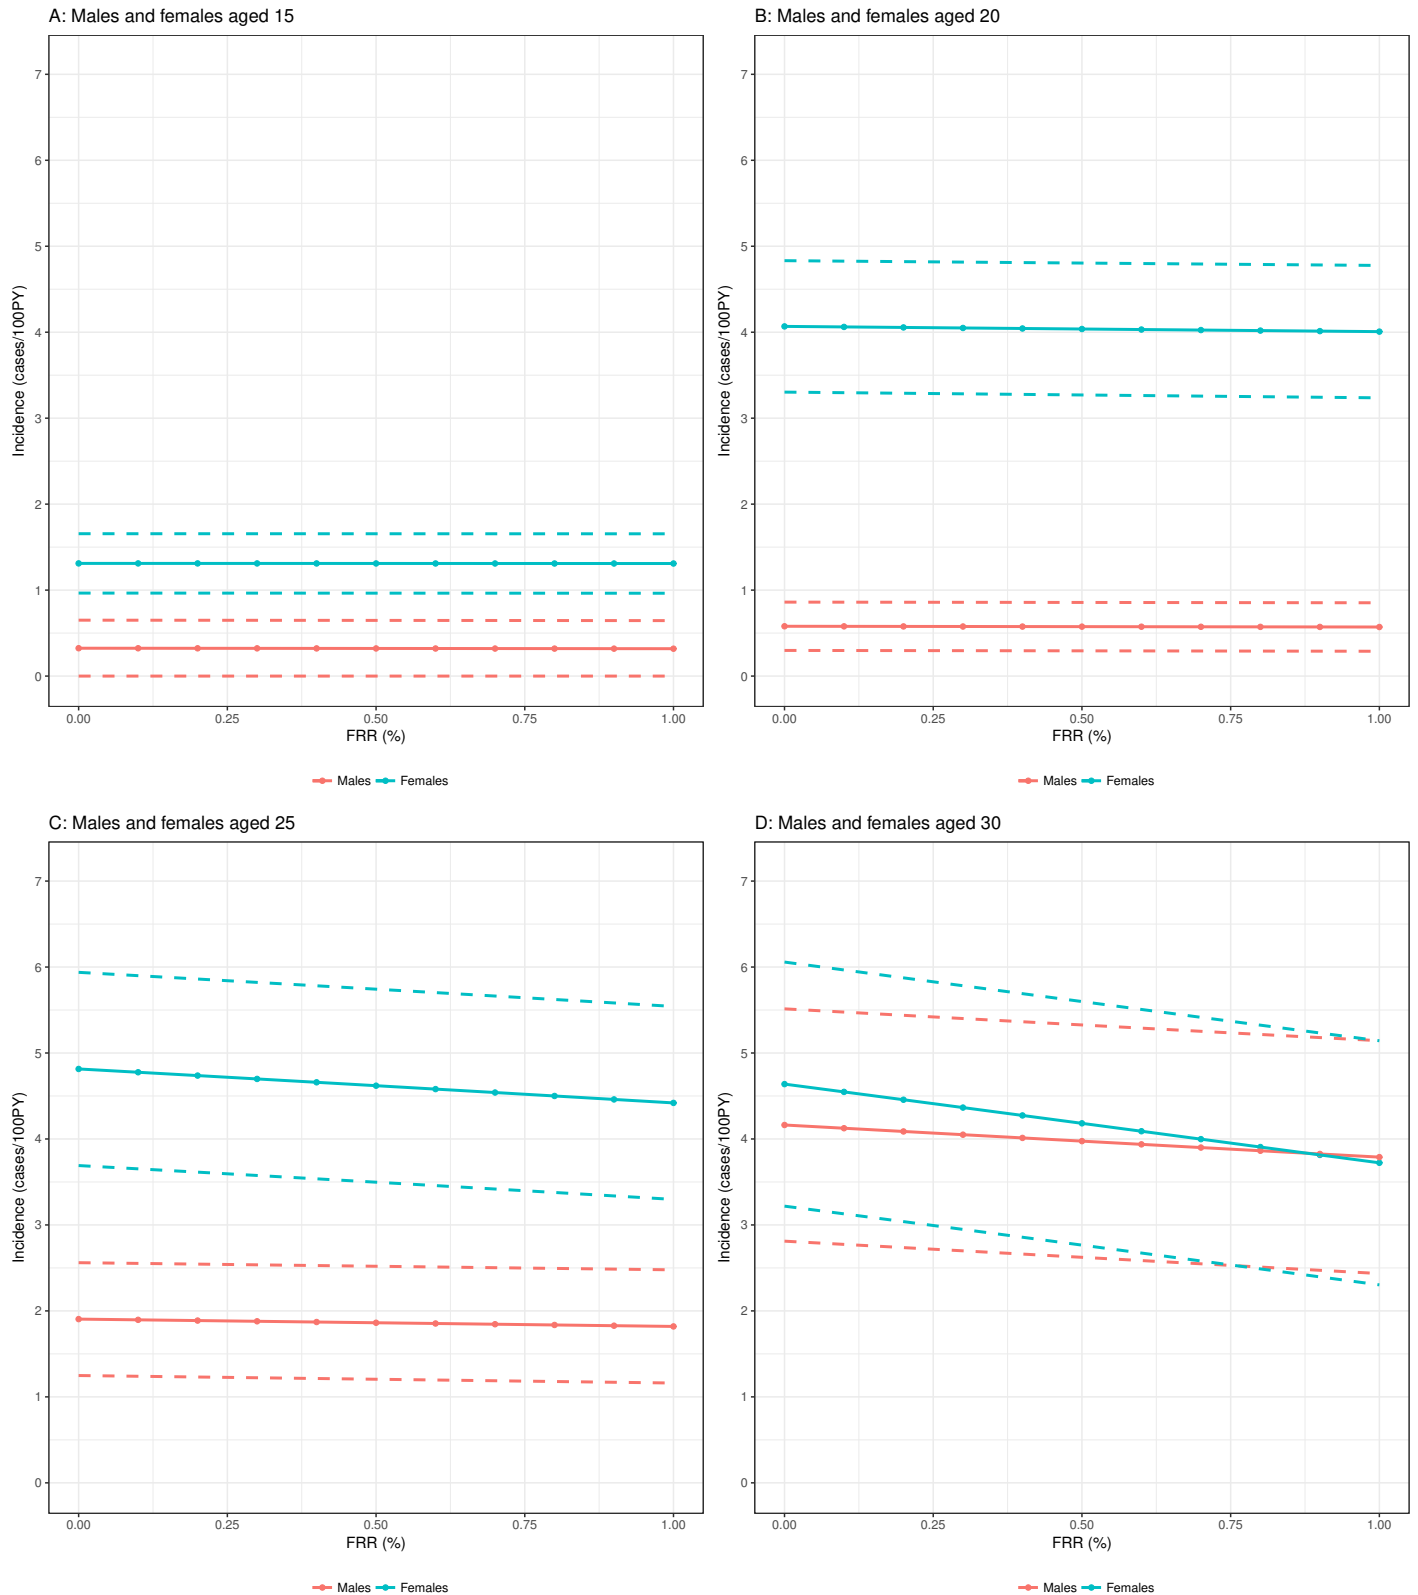 A: Males and females aged 15
Incidence (cases/100PY)
7
6
5
4
3
2
1
0
0.00 0.25 0.50 0.75 1.00
FRR (%)
Males Females
B: Males and females aged 20
Incidence (cases/100PY)
7
6
5
4
3
2
1
0
0.00 0.25 0.50 0.75 1.00
FRR (%)
Males Females
C: Males and females aged 25
Incidence (cases/100PY)
7
6
5
4
3
2
1
0
0.00 0.25 0.50 0.75 1.00
FRR (%)
Males Females
D: Males and females aged 30
Incidence (cases/100PY)
7
6
5
4
3
2
1
0
0.00 0.25 0.50 0.75 1.00
FRR (%)
Males Females